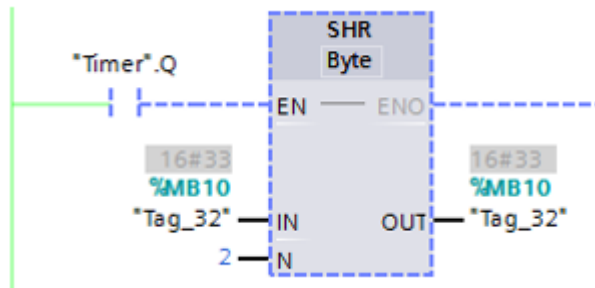 SHR
Byte
"Timer".Q
EN
ENO
16#33
16#33
%MB10
%MB10
"Tag_32"
IN
OUT
"Tag_32"
2
N